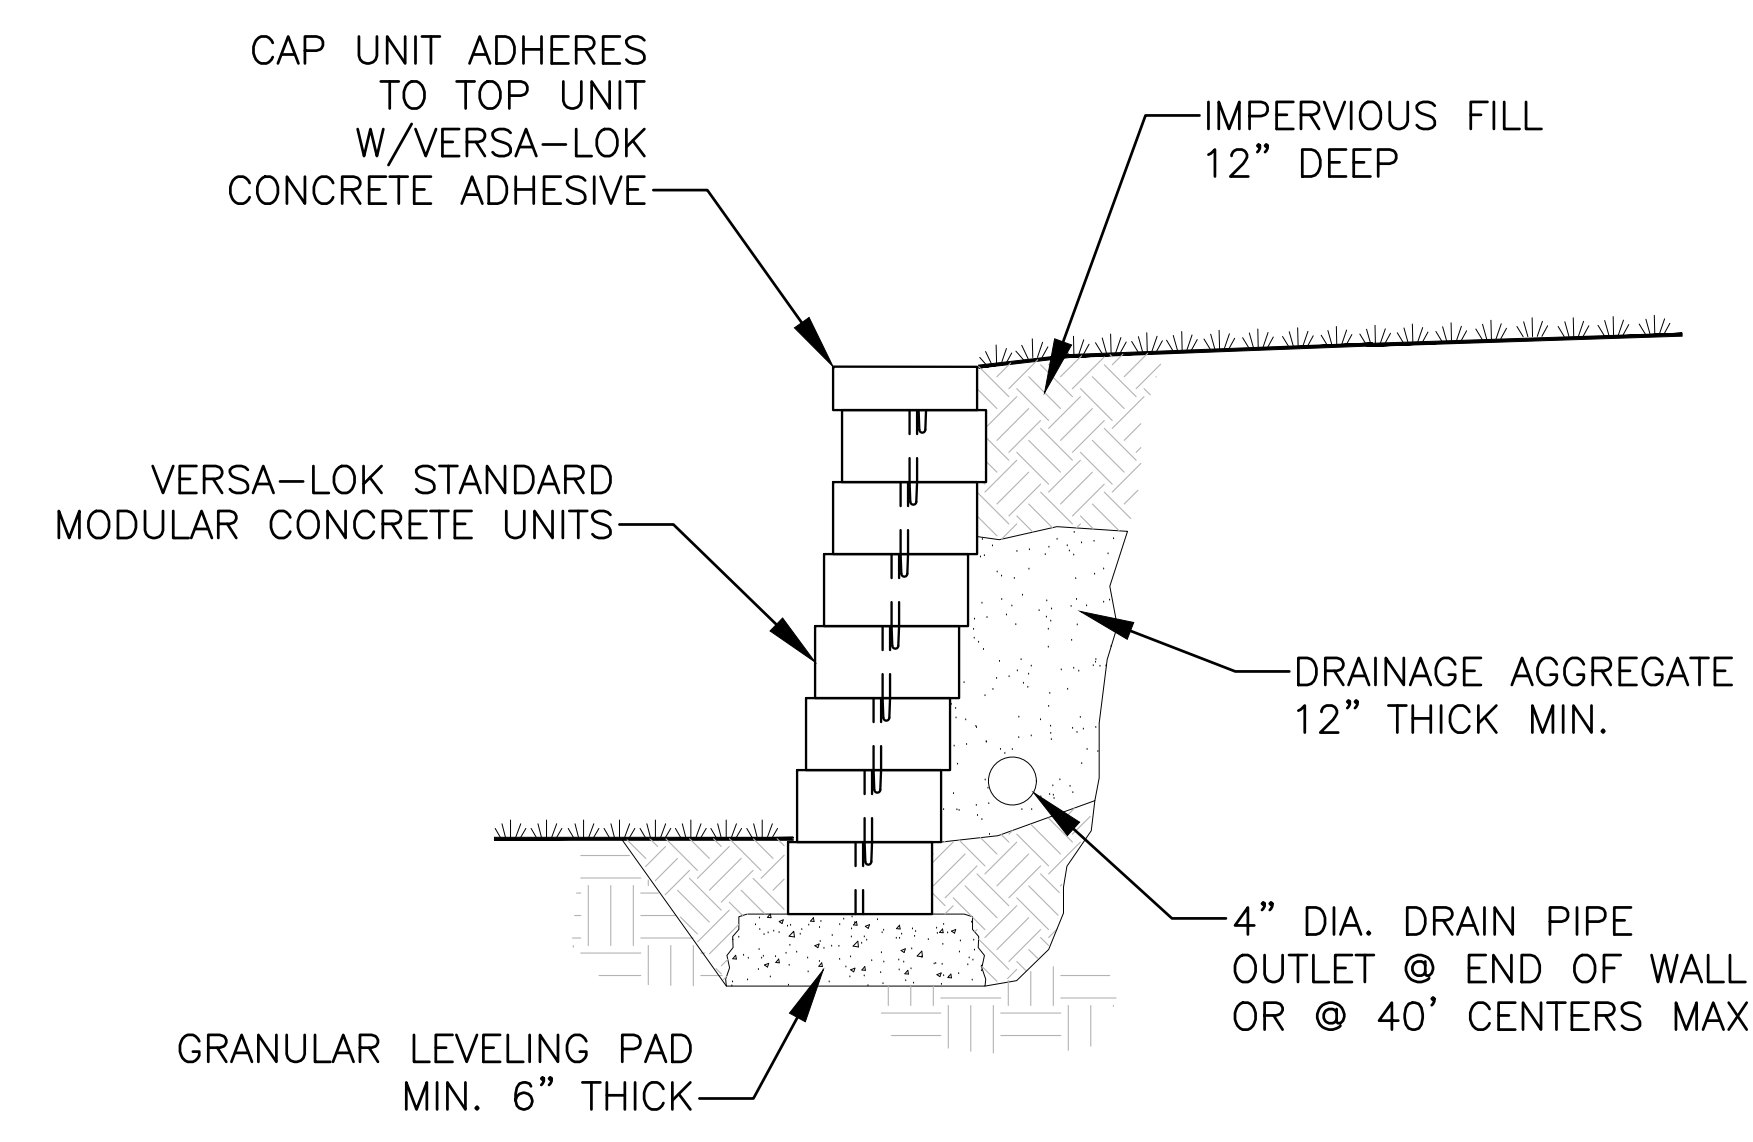 CAP UNIT ADHERES
TO TOP UNIT
W/VERSA-LOK
CONCRETE ADHESIVE
IMPERVIOUS FILL
12” DEEP
VERSA-LOK STANDARD
MODULAR CONCRETE UNITS
DRAINAGE AGGREGATE
12” THICK MIN.
4” DIA. DRAIN PIPE
OUTLET @ END OF WALL
OR @ 40’ CENTERS MAX
GRANULAR LEVELING PAD
MIN. 6” THICK